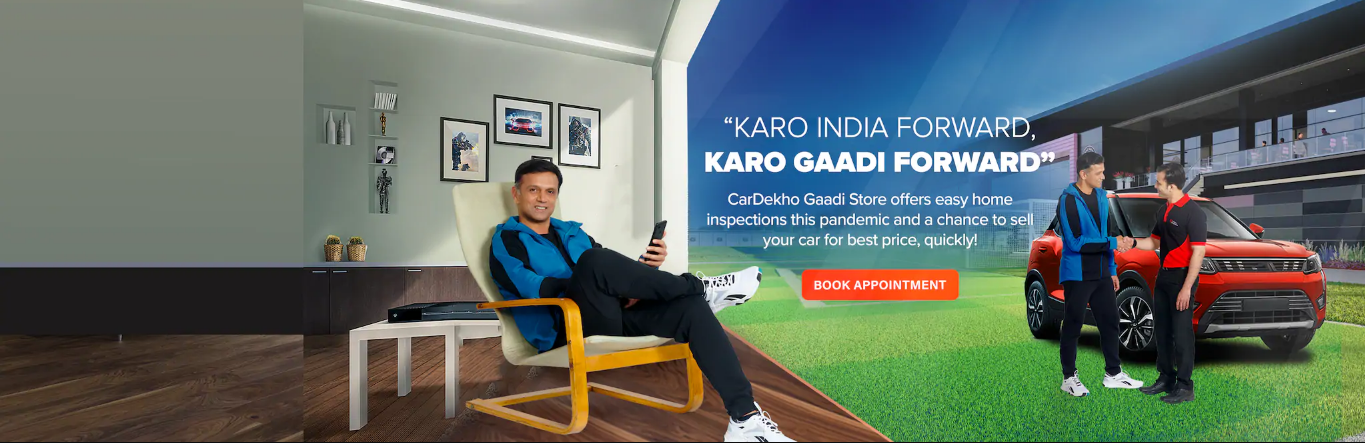 “KARO INDIA FORWARD,
KARO GAADI FORWARD”
CarDekho Gaadi Store offers easy home
inspections this pandemic and a chance to sell
your car for best price, quickly!
BOOK APPOINTMENT